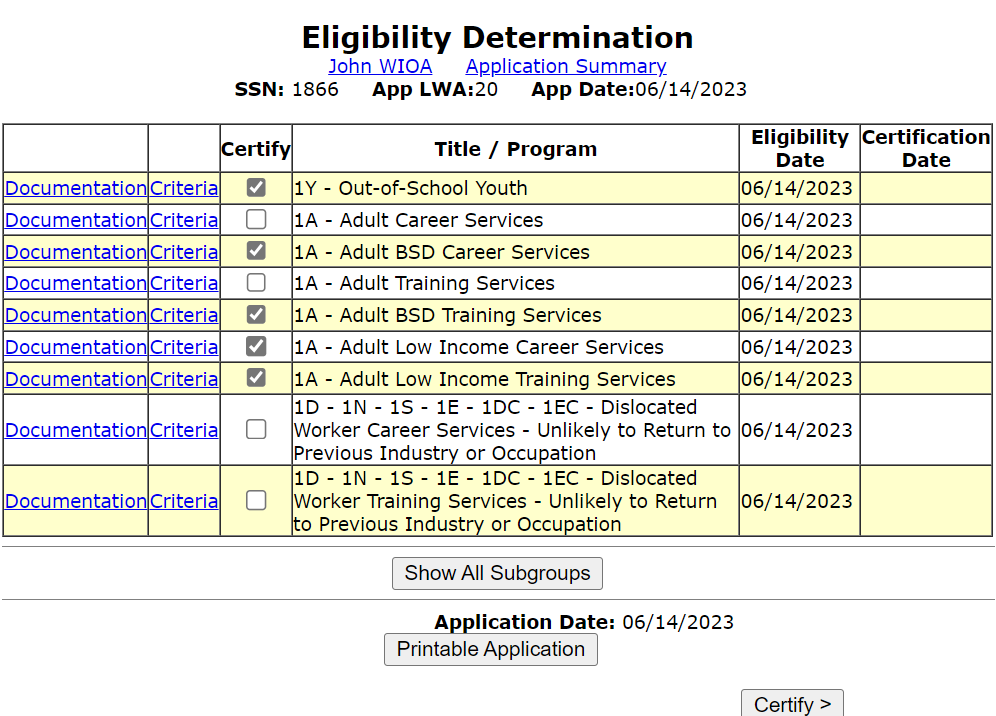 Eligibility Determination
John WIOA Application Summary
SSN: 1866 App LWA:20 App Date:06/14/2023
Certify Title / Program Eligibility Date Certification Date
Documentation Criteria 1Y - Out-of-School Youth 06/14/2023
Documentation Criteria 1A - Adult Career Services 06/14/2023
Documentation Criteria 1A - Adult BSD Career Services 06/14/2023
Documentation Criteria 1A - Adult Training Services 06/14/2023
Documentation Criteria 1A - Adult BSD Training Services 06/14/2023
Documentation Criteria 1A - Adult Low Income Career Services 06/14/2023
Documentation Criteria 1A - Adult Low Income Training Services 06/14/2023
1D - 1N - 1S - 1E - 1DC - 1EC - Dislocated
Documentation Criteria Worker Career Services - Unlikely to Return to 06/14/2023
Previous Industry or Occupation
1D - 1N - 1S - 1E - 1DC - 1EC - Dislocated
Documentation Criteria Worker Training Services - Unlikely to Return 06/14/2023
to Previous Industry or Occupation
Show All Subgroups
Application Date: 06/14/2023
Printable Application
Certify >